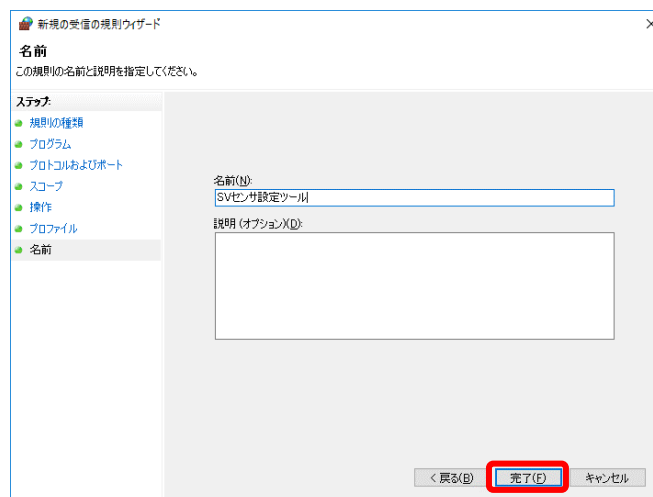 新規の受信の規則ウィザード
名前
この規則の名前と説明を指定してください。
ステップ:
規則の種類
プログラム
プロトコルおよびポート
スコープ
操作
プロファイル
名前
名前(N):
SVセンサ設定ツール
説明 (オプション)(D):
< 戻る(B)
完了(F)
キャンセル